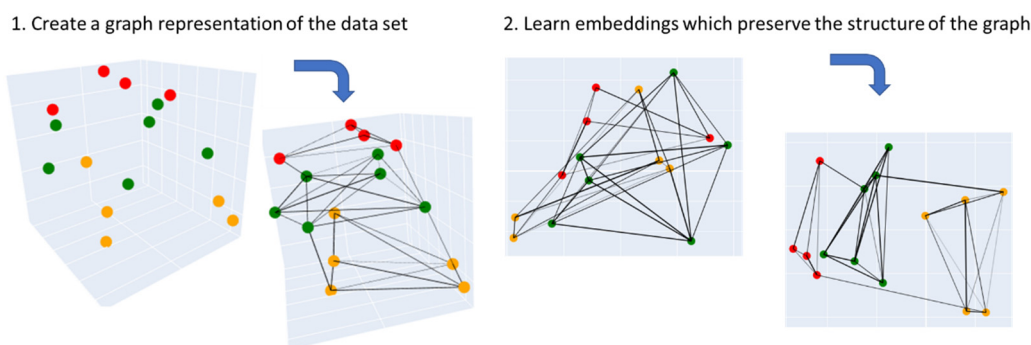 1. Create a graph representation of the data set
2. Learn embeddings which preserve the structure of the graph